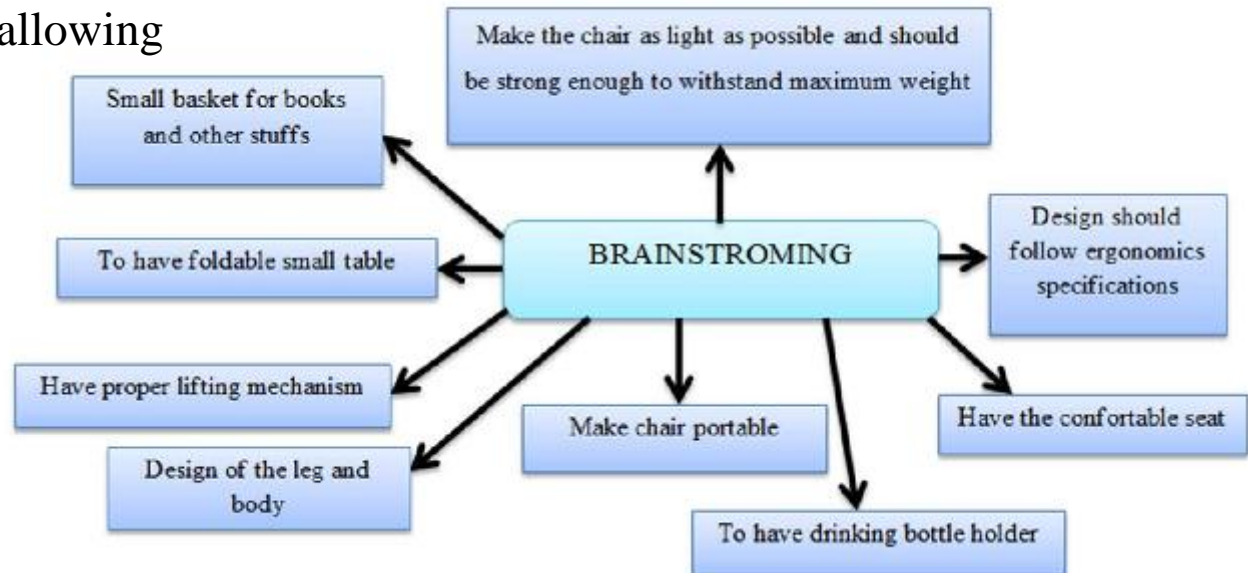 allowing
Make the chair as light as possible and should
be strong enough to withstand maximum weight
Small basket for books
and other stuffs
Design should
follow ergonomics
specifications
BRAINSTROMING
To have foldable small table
Have proper lifting mechanism
Make chair portable
Have the confortable seat
Design of the leg and
body
To have drinking bottle holder